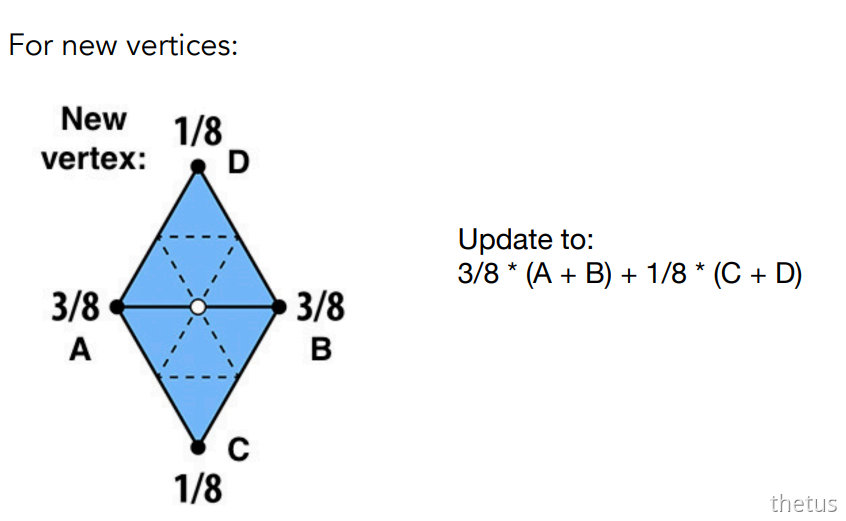 For new vertices:
New
vertex:
1/8
D
3/8
A
3/8
B
C
1/8
Update to:
3/8 * (A + B) + 1/8 * (C + D)
thetus